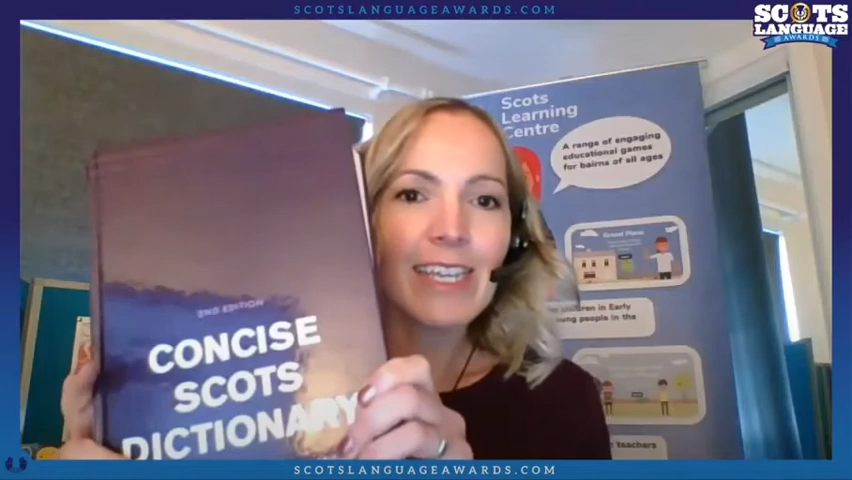 SCOTSLANGUAGEAWARDS.COM
SCOTS
LANGUAGE
AWARDS
Scots
Learning
Centre
A range of engaging
educational games
for bairns of all ages
2ND EDITION
CONCISE
SCOTS
DICTIONARY
children in Early
young people in the
teachers
SCOTSLANGUAGEAWARDS.COM